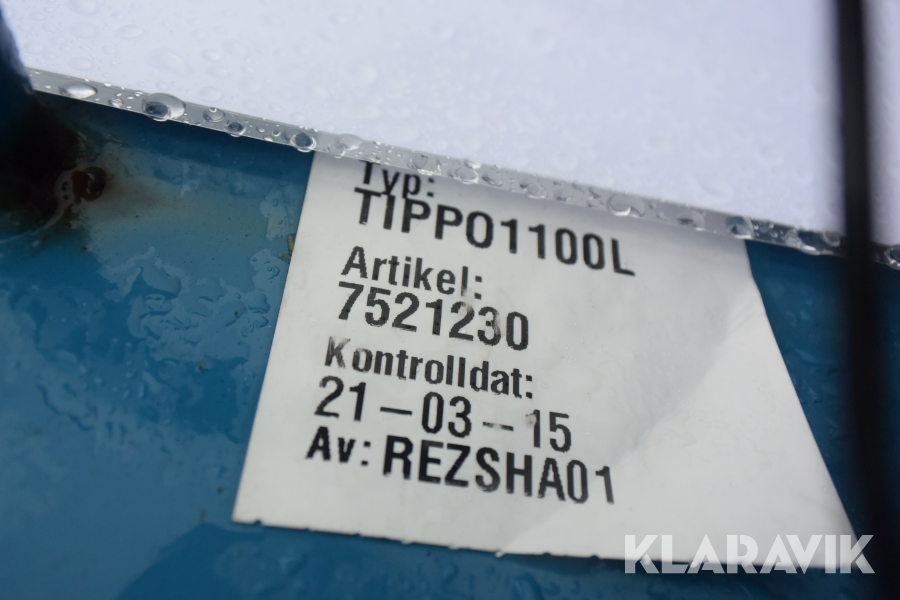 Typ:
TIPPO1100L
Artikel:
7521230
Kontrolldat:
21-03-15
Av: REZSHA01
KLARAVIK